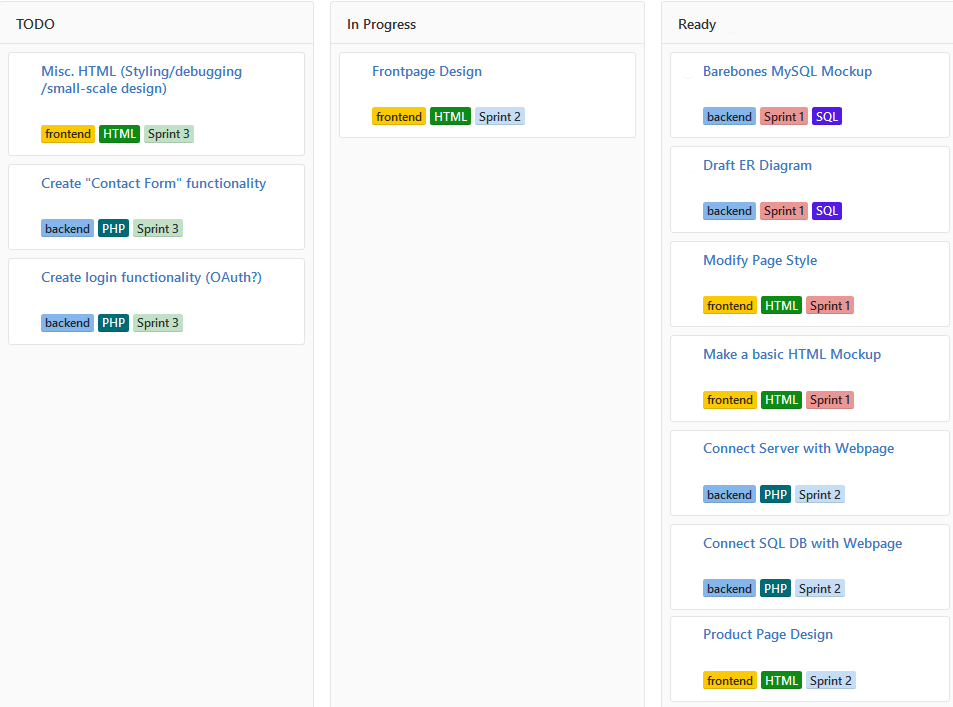 TODO
Misc. HTML (Styling/debugging
/small-scale design)
frontend HTML Sprint 3
Create "Contact Form" functionality
backend PHP Sprint 3
Create login functionality (OAuth?)
backend PHP Sprint 3
In Progress
Frontpage Design
frontend HTML Sprint 2
Ready
Barebones MySQL Mockup
backend Sprint 1 SQL
Draft ER Diagram
backend Sprint 1 SQL
Modify Page Style
frontend HTML Sprint 1
Make a basic HTML Mockup
frontend HTML Sprint 1
Connect Server with Webpage
backend PHP Sprint 2
Connect SQL DB with Webpage
backend PHP Sprint 2
Product Page Design
frontend HTML Sprint 2